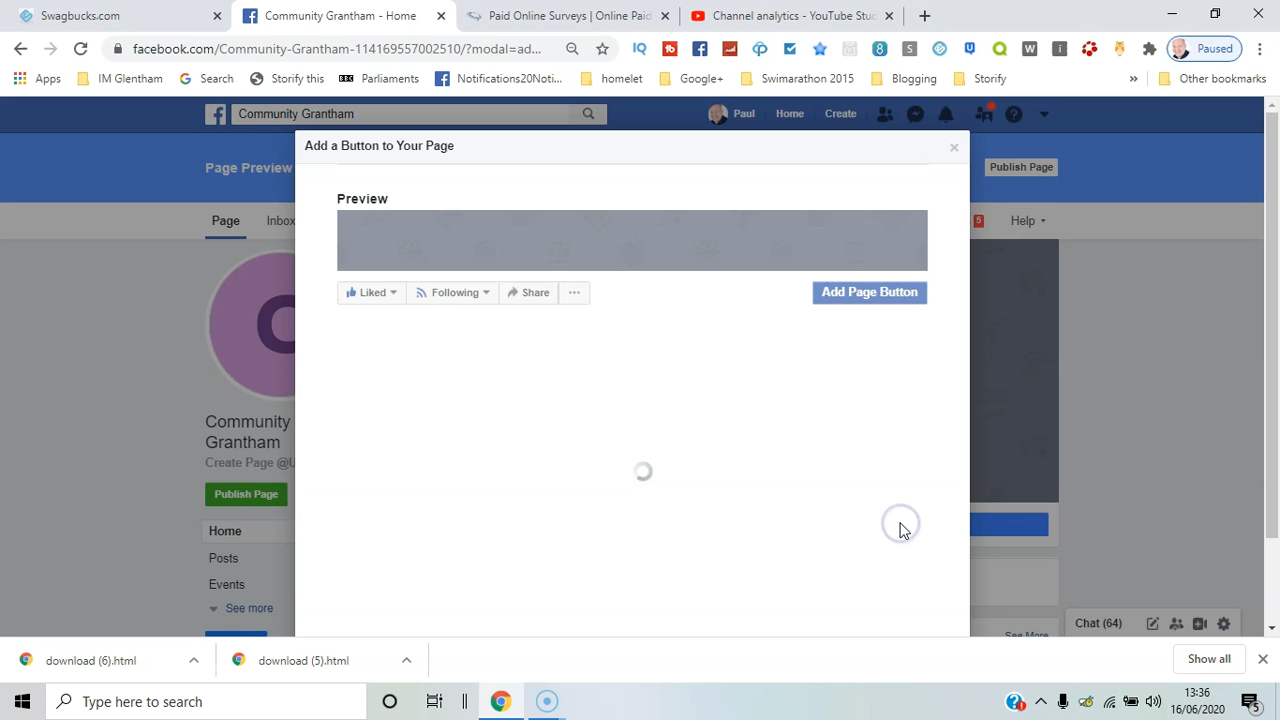 Swagbucks.com
Community Grantham - Home
Paid Online Surveys | Online Paid
Channel analytics - YouTube Stu
facebook.com/Community-Grantham-114169557002510/?modal=ad...
Paused
Apps
IM Glentham
Search
Storify this
BBC
Parliaments
Notifications20Noti...
homelet
Google+
Swimarathon 2015
Blogging
Storify
»
Other bookmarks
Community Grantham
Paul
Home
Create
Add a Button to Your Page
Page Preview
Publish Page
Page
Inbox
5
Help
Preview
Liked
Following
Share
...
Add Page Button
C
Community
Grantham
Create Page @U
Publish Page
Home
Posts
Events
See more
Chat (64)
See More
download (6).html
download (5).html
Show all
Type here to search
13:36
16/06/2020
5